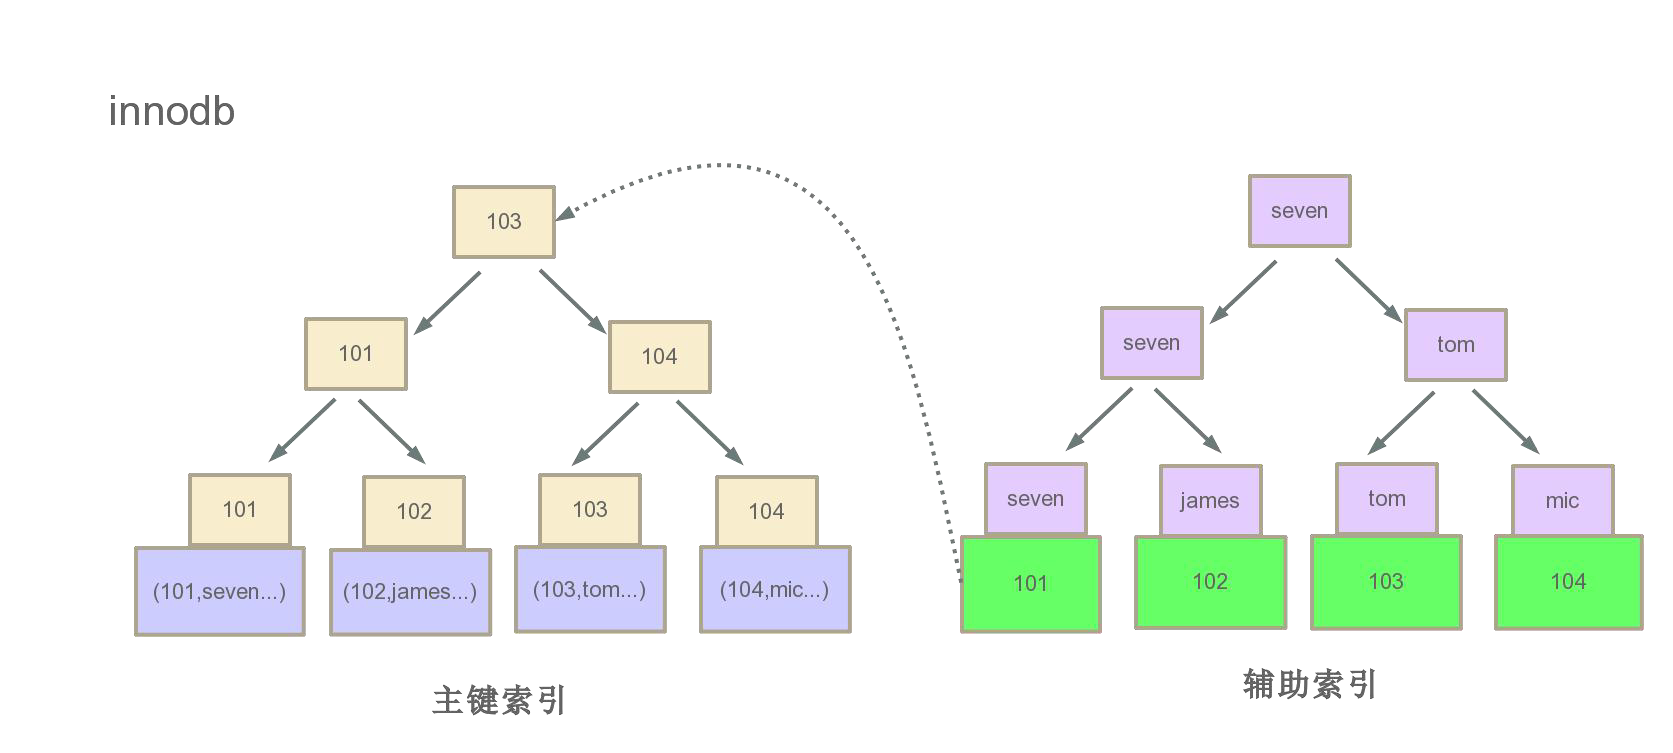 innodb
103
101
104
101
102
103
104
(101,seven...)
(102,james...)
(103,tom...)
(104,mic...)
主键索引
seven
seven
tom
seven
james
tom
mic
101
102
103
104
辅助索引